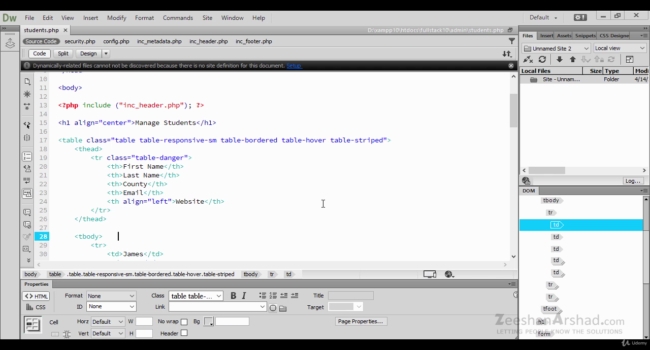 Dw File Edit View Insert Modify Format Commands Site Window Help Default
students.php
Source Code security.php config.php inc_metadata.php inc_header.php inc_footer.php
Code Split Design
Dynamically-related files cannot be discovered because there is no site definition for this document. Setup.
10
11 <body>
12
13 <?php include ("inc_header.php"); ?>
14
15 <h1 align="center">Manage Students</h1>
16
17 <table class="table table-responsive-sm table-bordered table-hover table-striped">
18 <thead>
19 <tr class="table-danger">
20 <th>First Name</th>
21 <th>Last Name</th>
22 <th>County</th>
23 <th>Email</th>
24 <th align="left">Website</th>
25 </tr>
26 </thead>
27
28 <tbody>
29 <tr>
30 <td>James</td>
body table .table.table-responsive-sm.table-bordered.table-hover.table-striped tbody tr td
Properties
<> HTML Format None Class table table-... B I Title
CSS ID None Link Target
Cell Horz Default W No wrap Bg Page Properties...
Vert Default H Header
Files Insert Assets Snippets CSS Designer
Unnamed Site 2 Local view
Local Files Size Type Mod
Site - Unnam... Folder 4/14/
Log...
DOM
tbody
tr
td
td
td
td
td
tr
tr
tfoot
h1
form
ZeeshanArshad.com
LETTING PEOPLE KNOW THE SOLUTIONS
Udemy